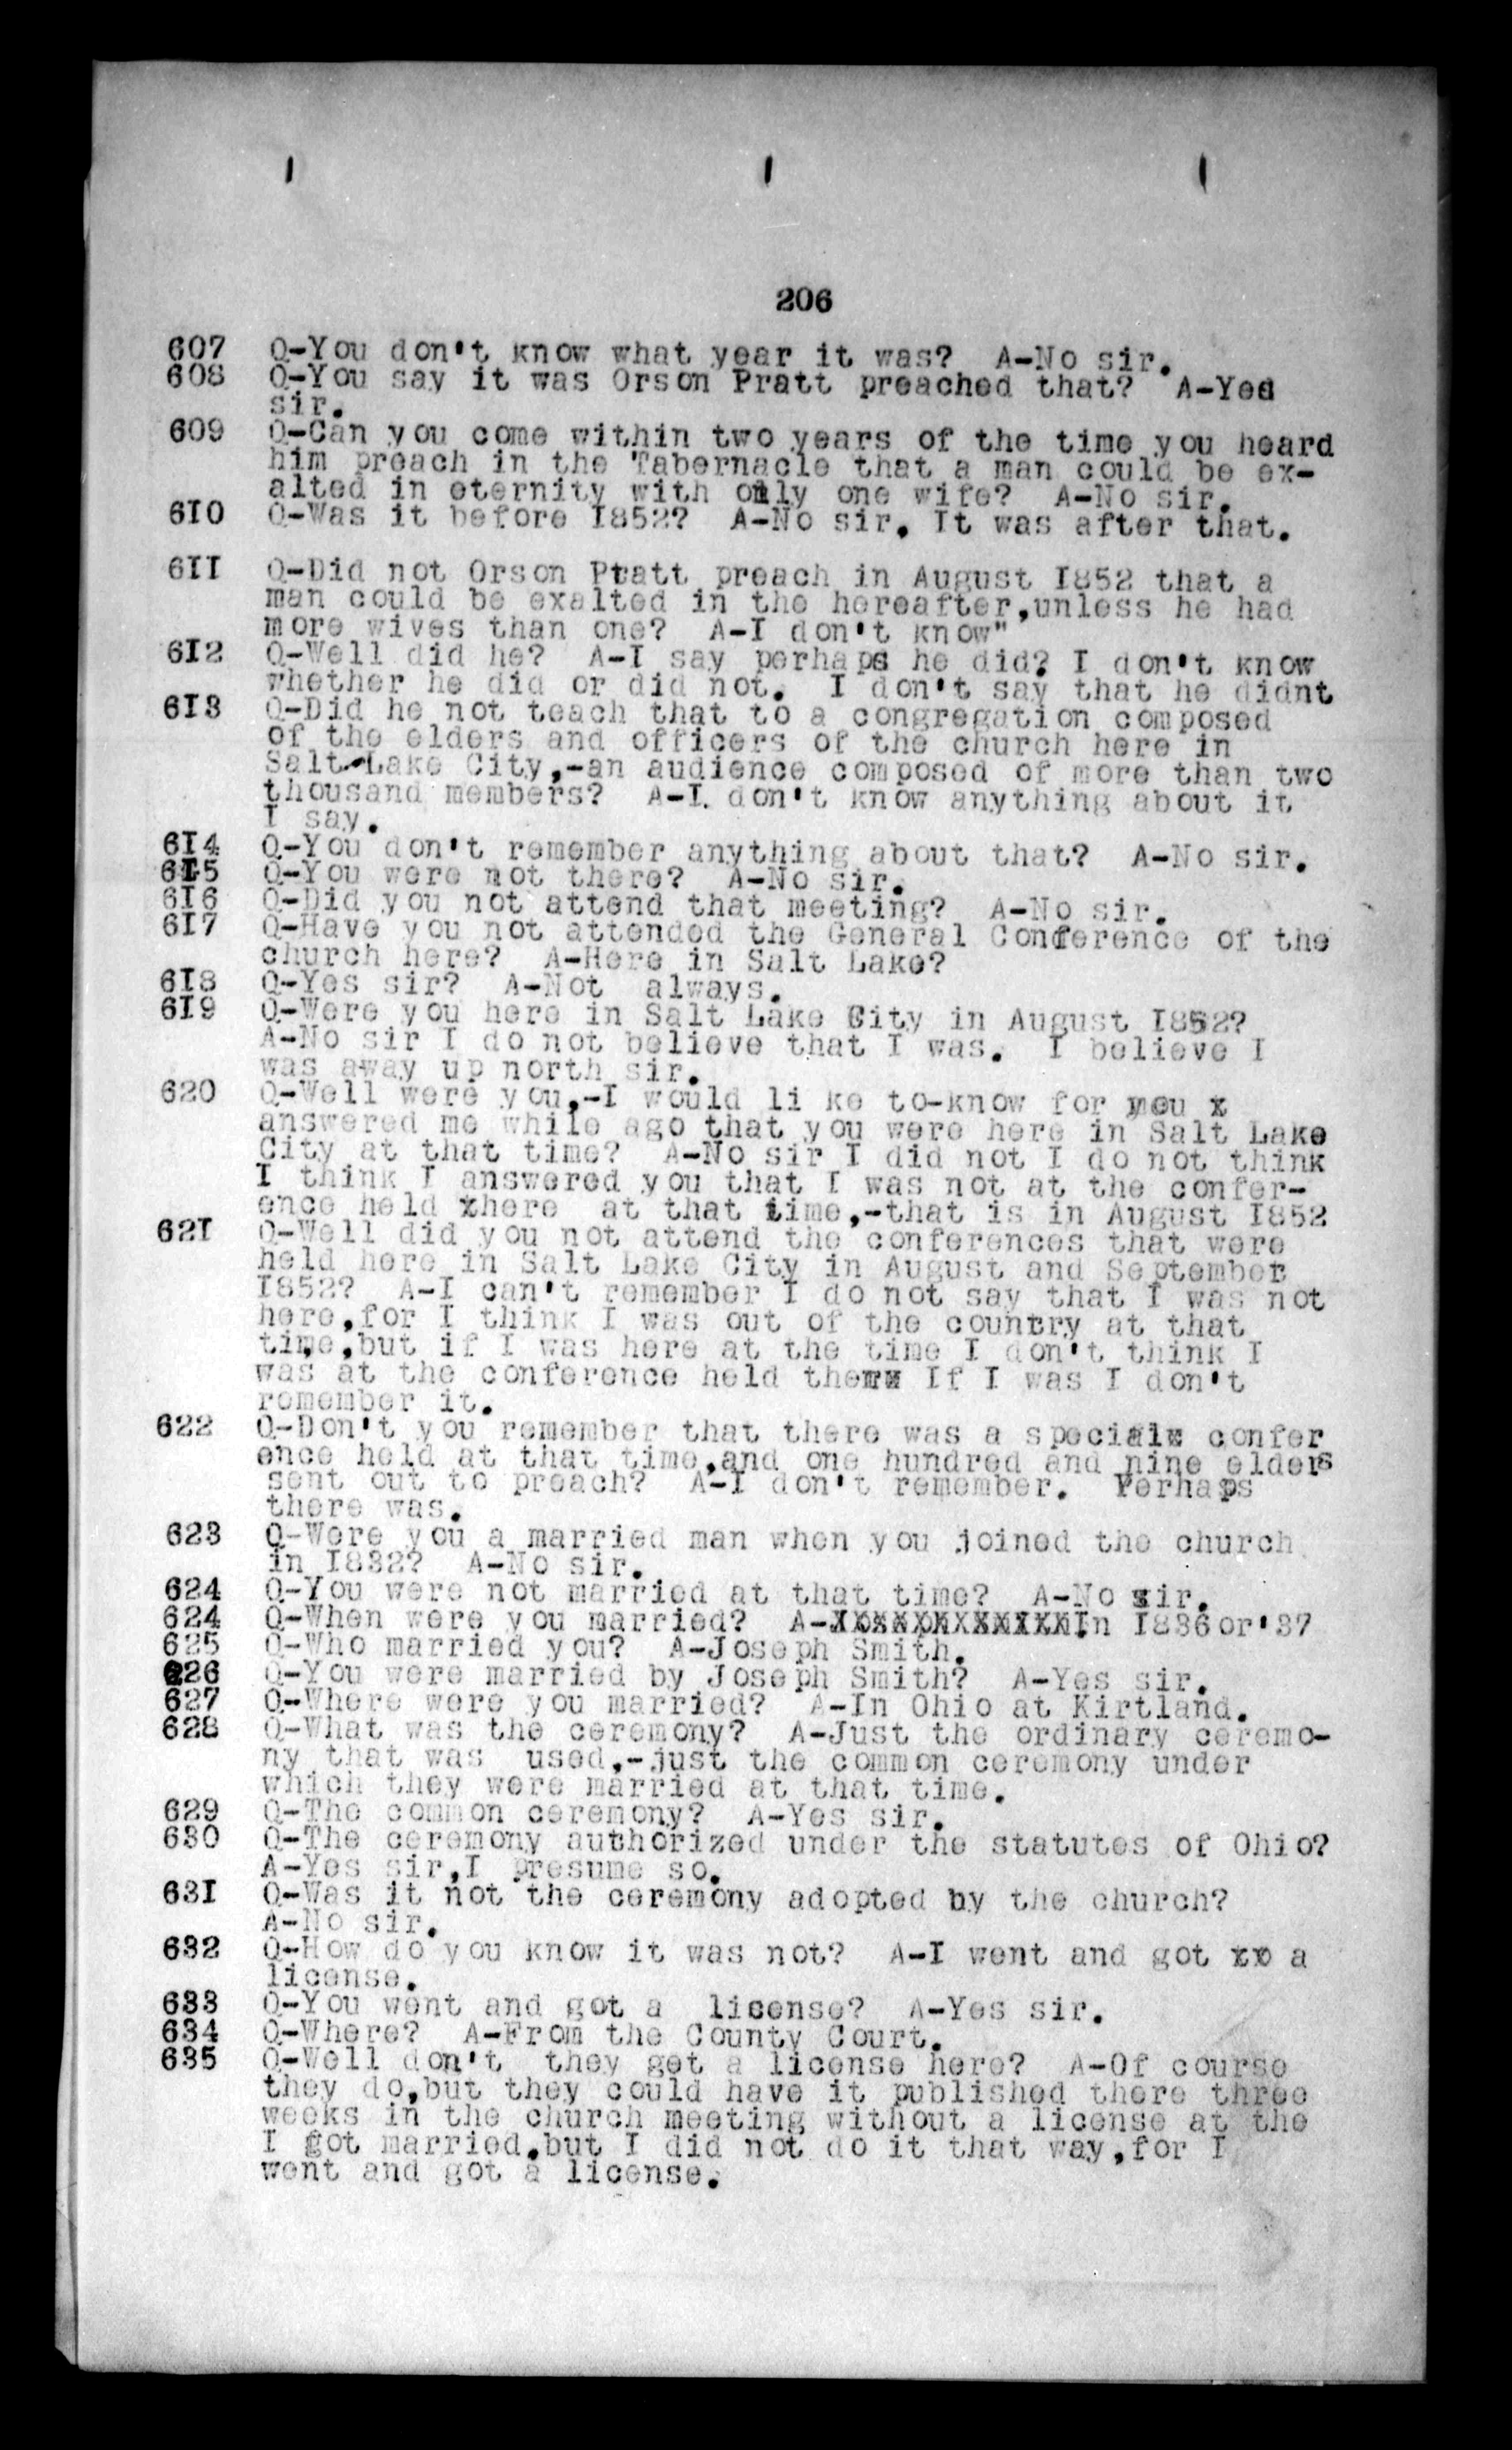 206
607 Q-You don't know what year it was? A-No sir.
608 Q-You say it was Orson Pratt preached that? A-Yes
sir.
609 Q-Can you come within two years of the time you heard
him preach in the Tabernacle that a man could be ex-
alted in eternity with only one wife? A-No sir.
6I0 Q-Was it before I852? A-No sir. It was after that.
6II Q-Did not Orson Pratt preach in August I852 that a
man could be exalted in the hereafter,unless he had
more wives than one? A-I don't know"
6I2 Q-Well did he? A-I say perhaps he did? I don't know
whether he did or did not. I don't say that he didnt
6I3 Q-Did he not teach that to a congregation composed
of the elders and officers of the church here in
Salt-Lake City,-an audience composed of more than two
thousand members? A-I. don't know anything about it
I say.
6I4 Q-You don't remember anything about that? A-No sir.
6I5 Q-You were not there? A-No sir.
6I6 Q-Did you not attend that meeting? A-No sir.
6I7 Q-Have you not attended the General Conference of the
church here? A-Here in Salt Lake?
6I8 Q-Yes sir? A-Not always.
6I9 Q-Were you here in Salt Lake City in August I852?
A-No sir I do not believe that I was. I believe I
was away up north sir.
620 Q-Well were you,-I would li ke to-know for you x
answered me while ago that you were here in Salt Lake
City at that time? A-No sir I did not I do not think
I think I answered you that I was not at the confer-
ence held there at that time,-that is in August I852
62I Q-Well did you not attend the conferences that were
held here in Salt Lake City in August and September
I852? A-I can't remember I do not say that I was not
here,for I think I was out of the country at that
time,but if I was here at the time I don't think I
was at the conference held thewww If I was I don't
remember it.
622 Q-Don't you remember that there was a specialx confer
ence held at that time,and one hundred and nine elders
sent out to preach? A-I don't remember. Perhaps
there was.
623 Q-Were you a married man when you joined the church
in I832? A-No sir.
624 Q-You were not married at that time? A-No sir.
624 Q-When were you married? A-XXXXXXXXXXXXXIn I836or'37
625 Q-Who married you? A-Joseph Smith.
626 Q-You were married by Joseph Smith? A-Yes sir.
627 Q-Where were you married? A-In Ohio at Kirtland.
628 Q-What was the ceremony? A-Just the ordinary ceremo-
ny that was used,-just the common ceremony under
which they were married at that time.
629 Q-The common ceremony? A-Yes sir.
630 Q-The ceremony authorized under the statutes of Ohio?
A-Yes sir,I presume so.
63I Q-Was it not the ceremony adopted by the church?
A-No sir.
632 Q-How do you know it was not? A-I went and got xx a
license.
633 Q-You went and got a license? A-Yes sir.
634 Q-Where? A-From the County Court.
635 Q-Well don't they get a license here? A-Of course
they do,but they could have it published there three
weeks in the church meeting without a license at the
I got married,but I did not do it that way,for I
went and got a license.